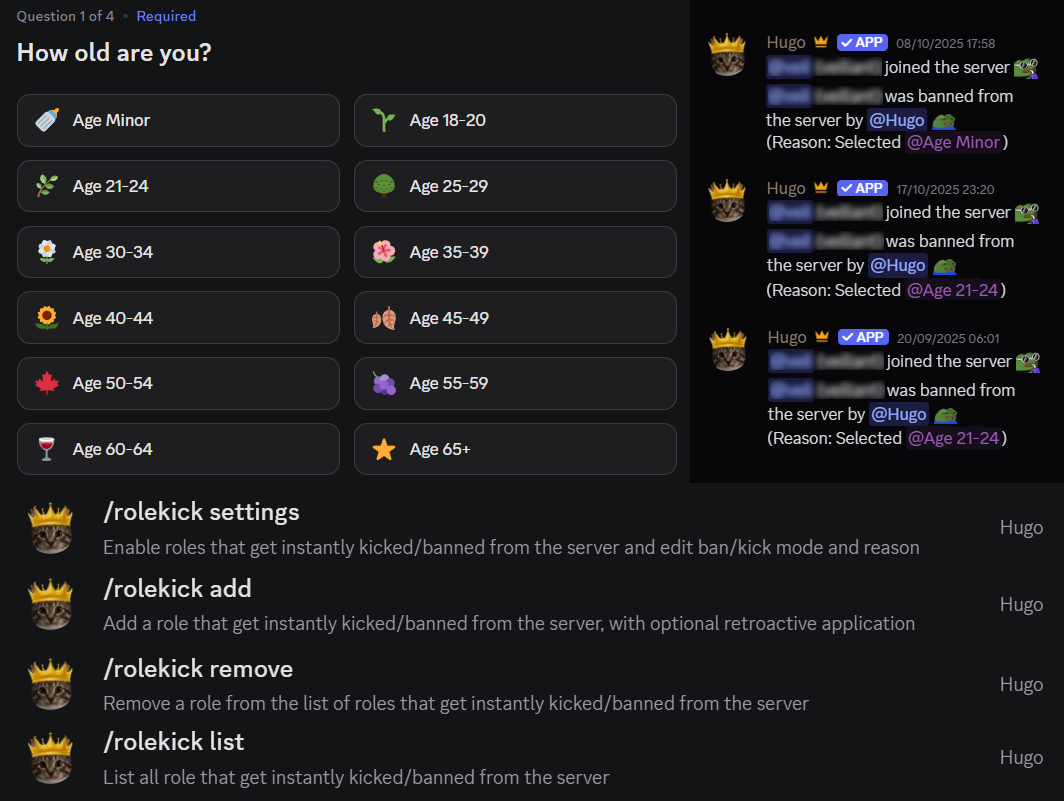 Question 1 of 4 • Required
How old are you?
Age Minor
Age 18-20
Age 21-24
Age 25-29
Age 30-34
Age 35-39
Age 40-44
Age 45-49
Age 50-54
Age 55-59
Age 60-64
Age 65+
Hugo APP 08/10/2025 17:58
joined the server
was banned from
the server by @Hugo
(Reason: Selected @Age Minor)
Hugo APP 17/10/2025 23:20
joined the server
was banned from
the server by @Hugo
(Reason: Selected @Age 21-24)
Hugo APP 20/09/2025 06:01
joined the server
was banned from
the server by @Hugo
(Reason: Selected @Age 21-24)
/rolekick settings
Enable roles that get instantly kicked/banned from the server and edit ban/kick mode and reason
Hugo
/rolekick add
Add a role that get instantly kicked/banned from the server, with optional retroactive application
Hugo
/rolekick remove
Remove a role from the list of roles that get instantly kicked/banned from the server
Hugo
/rolekick list
List all role that get instantly kicked/banned from the server
Hugo